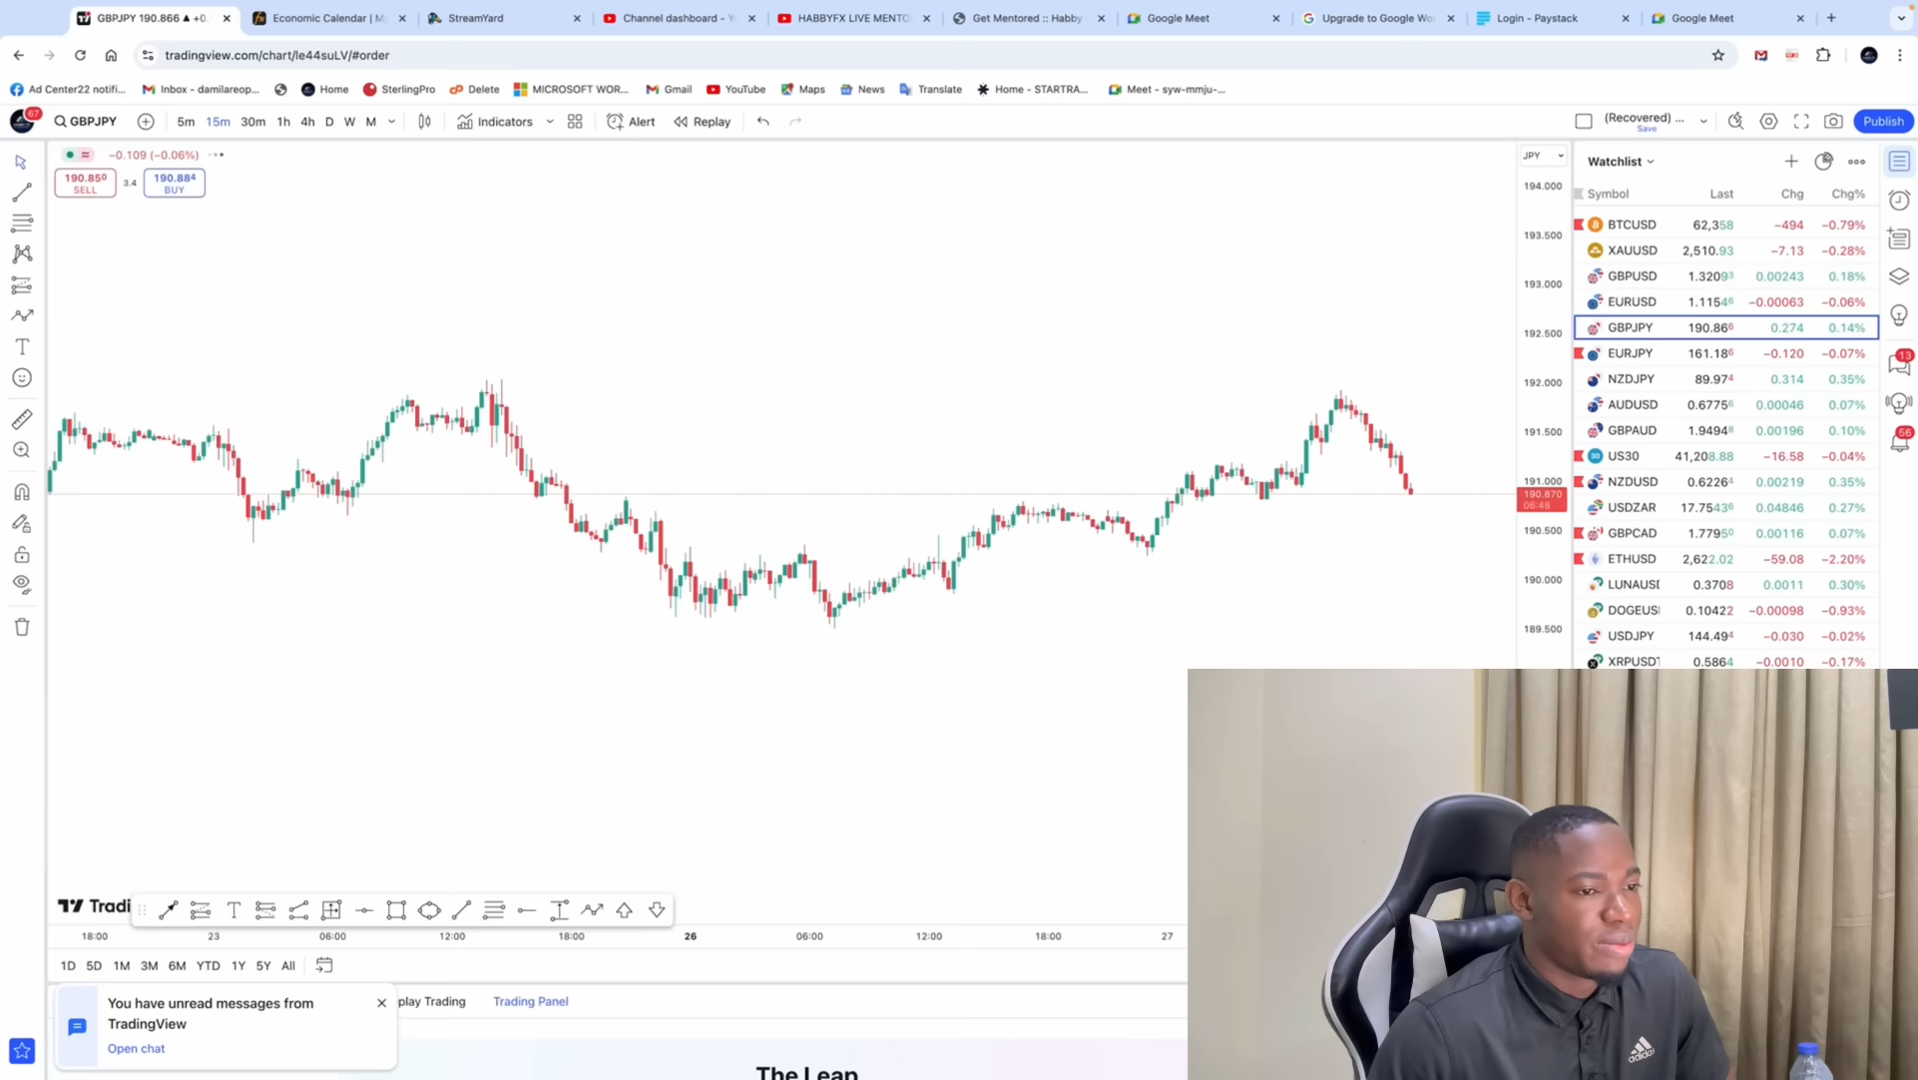 GBPJPY 190.866 ▲ +0.
Economic Calendar | M
StreamYard
Channel dashboard - Y
HABBYFX LIVE MENTO
Get Mentored :: Habby
Google Meet
Upgrade to Google Wo
Login - Paystack
Google Meet
tradingview.com/chart/le44suLV/#order
Ad Center22 notifi...
Inbox - damilareop...
Home
SterlingPro
Delete
MICROSOFT WOR...
Gmail
YouTube
Maps
News
Translate
Home - STARTRA...
Meet - syw-mmju-...
67
GBPJPY
5m 15m 30m 1h 4h D W M
Indicators
Alert
Replay
(Recovered) ...
Save
Publish
−0.109 (−0.06%)
190.850
SELL
3.4
190.884
BUY
JPY
194.000
193.500
193.000
192.500
192.000
191.500
191.000
190.870
06:48
190.500
190.000
189.500
Watchlist
Symbol Last Chg Chg%
BTCUSD 62,358 −494 −0.79%
XAUUSD 2,510.93 −7.13 −0.28%
GBPUSD 1.32093 0.00243 0.18%
EURUSD 1.11546 −0.00063 −0.06%
GBPJPY 190.866 0.274 0.14%
EURJPY 161.186 −0.120 −0.07%
NZDJPY 89.974 0.314 0.35%
AUDUSD 0.67756 0.00046 0.07%
GBPAUD 1.94948 0.00196 0.10%
US30 41,208.88 −16.58 −0.04%
NZDUSD 0.62264 0.00219 0.35%
USDZAR 17.75436 0.04846 0.27%
GBPCAD 1.77950 0.00116 0.07%
ETHUSD 2,622.02 −59.08 −2.20%
LUNAUSD 0.3708 0.0011 0.30%
DOGEUS 0.10422 −0.00098 −0.93%
USDJPY 144.494 −0.030 −0.02%
XRPUSDT 0.5864 −0.0010 −0.17%
13
56
Tradi
18:00 23 06:00 12:00 18:00 26 06:00 12:00 18:00 27
1D 5D 1M 3M 6M YTD 1Y 5Y All
play Trading
Trading Panel
You have unread messages from
TradingView
Open chat
The Leap
adidas